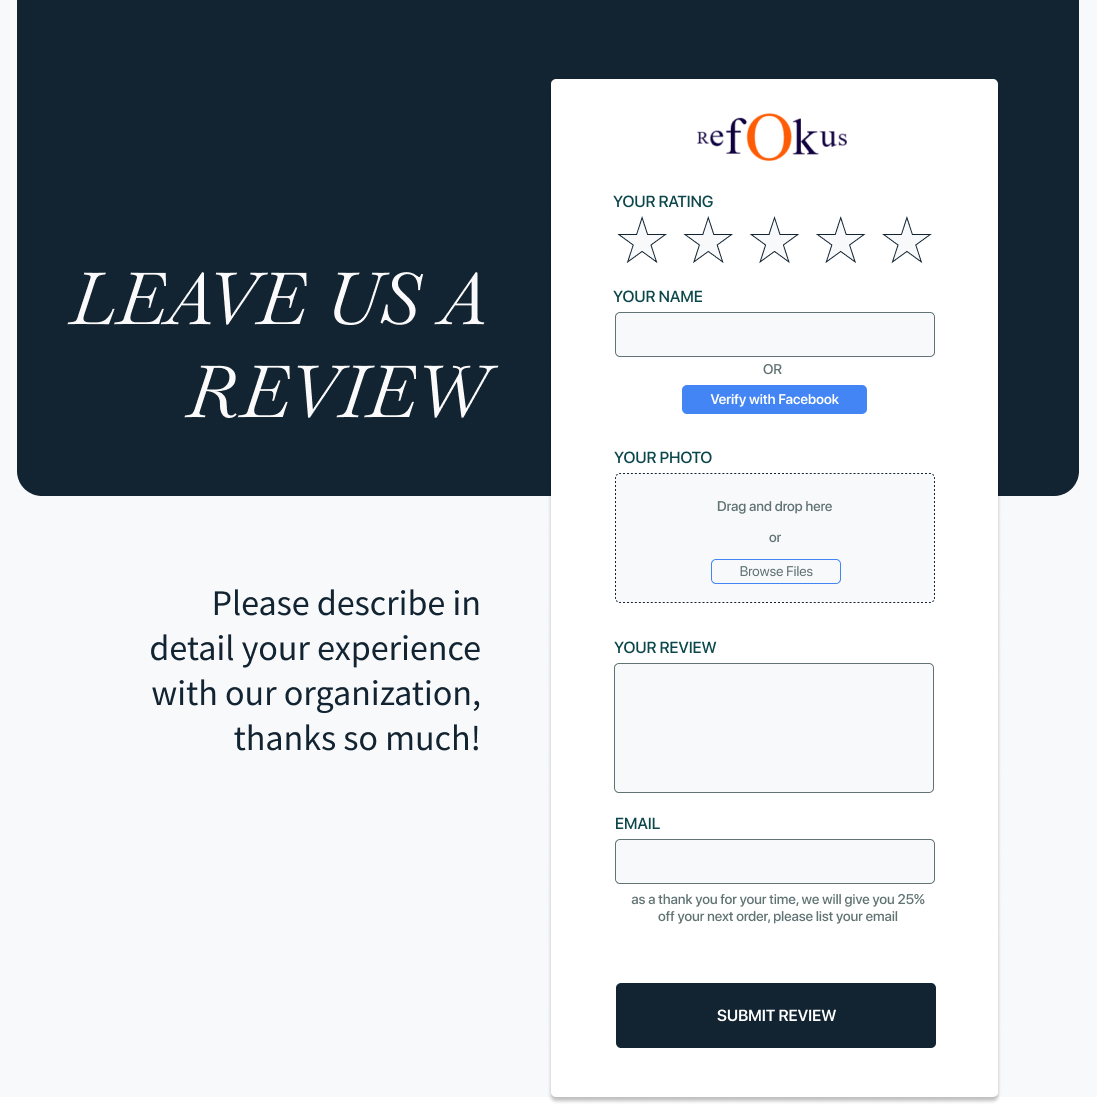 LEAVE US A
REVIEW
Please describe in
detail your experience
with our organization,
thanks so much!
RefOkus
YOUR RATING
YOUR NAME
OR
Verify with Facebook
YOUR PHOTO
Drag and drop here
or
Browse Files
YOUR REVIEW
EMAIL
as a thank you for your time, we will give you 25%
off your next order, please list your email
SUBMIT REVIEW